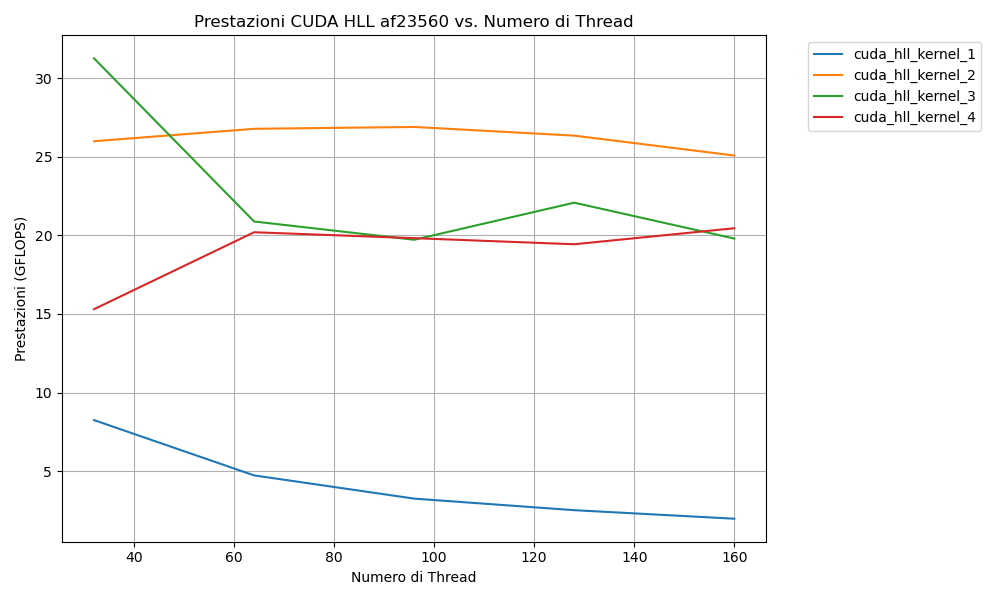 Prestazioni CUDA HLL af23560 vs. Numero di Thread
cuda_hll_kernel_1
cuda_hll_kernel_2
cuda_hll_kernel_3
cuda_hll_kernel_4
Prestazioni (GFLOPS)
30
25
20
15
10
5
40 60 80 100 120 140 160
Numero di Thread